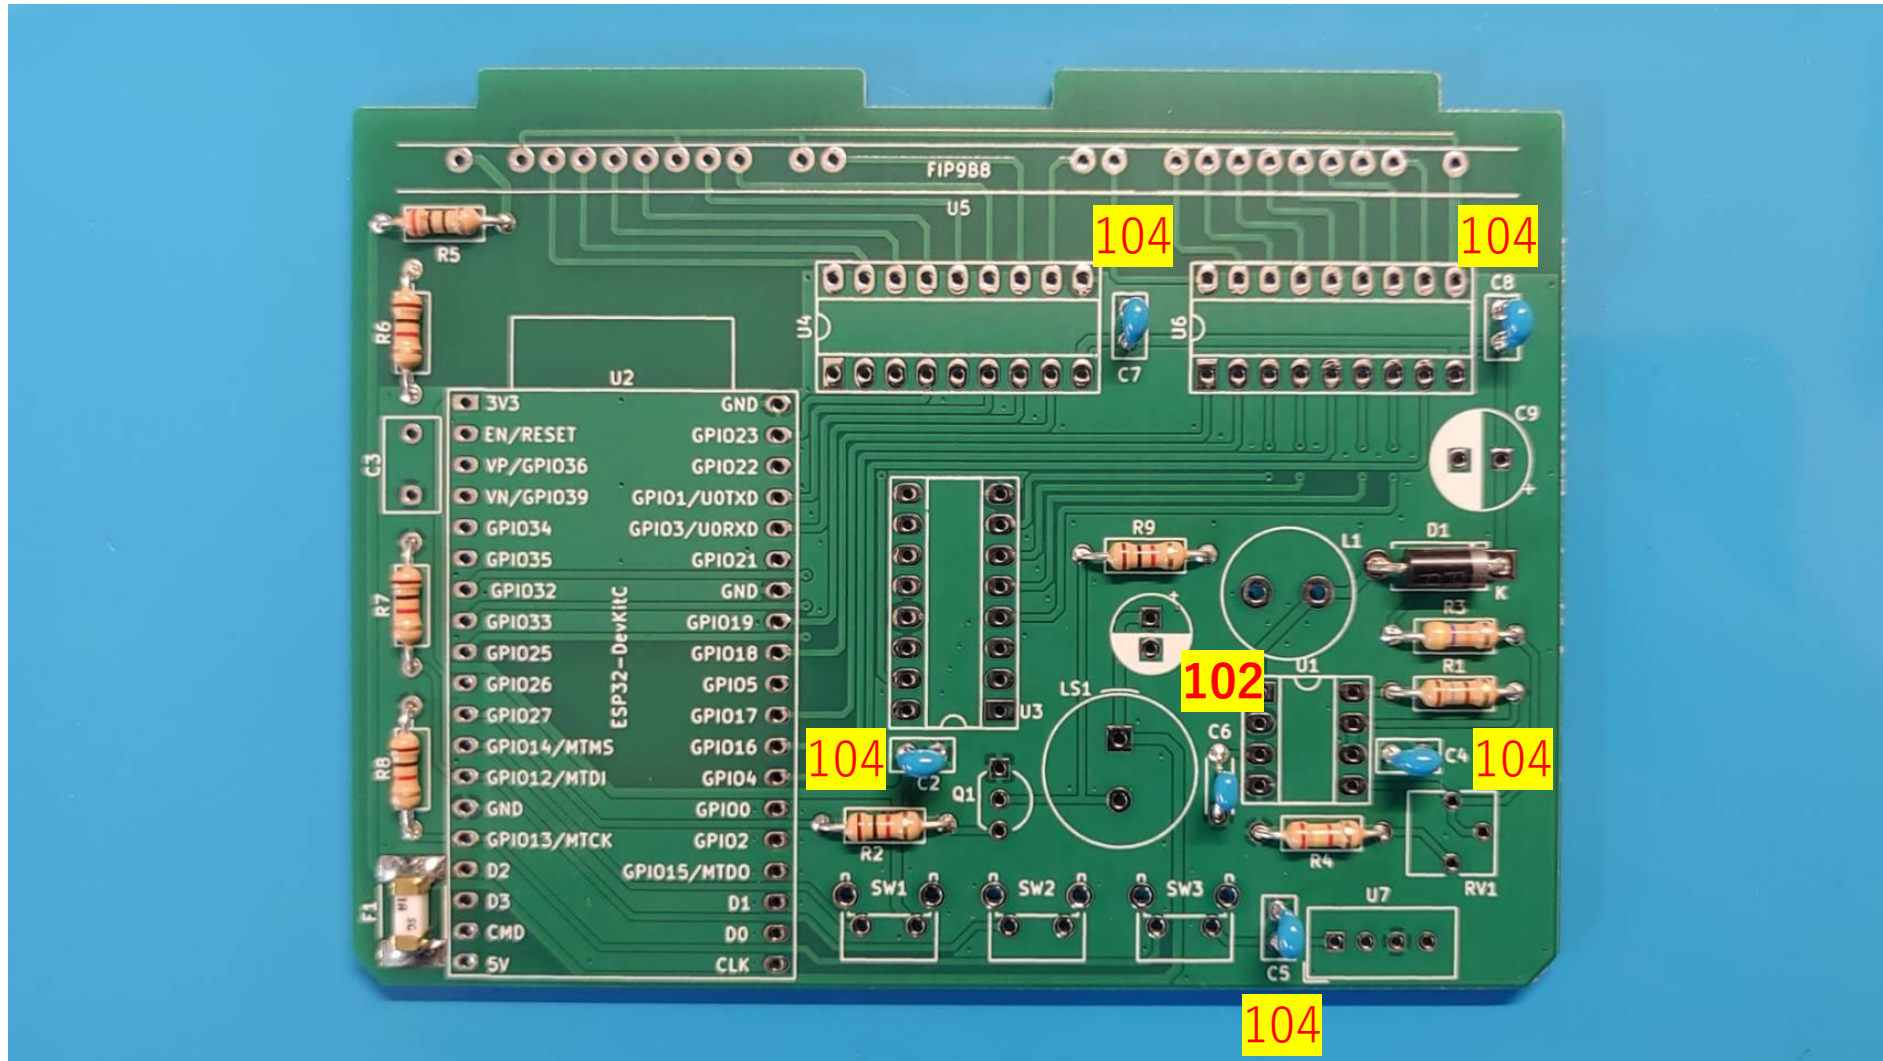 FIP9B8
U5
104
104
R5
C8
U4
U6
R6
C7
U2
C9
3V3
GND
EN/RESET
GPIO23
VP/GPIO36
GPIO22
C3
VN/GPIO39
GPIO1/U0TXD
+
GPIO34
GPIO3/U0RXD
R9
L1
D1
GPIO35
GPIO21
GPIO32
GND
K
R7
GPIO33
GPIO19
+
R3
ESP32-DevKitC
GPIO25
GPIO18
U1
R1
GPIO26
GPIO5
102
LS1
GPIO27
GPIO17
U3
GPIO14/MTMS
GPIO16
104
C6
C4
104
R8
GPIO12/MTDI
GPIO4
C2
Q1
GND
GPIO0
GPIO13/MTCK
GPIO2
R2
R4
D2
GPIO15/MTDO
SW1
SW2
SW3
U7
RV1
F1
D3
D1
CMD
D0
5V
CLK
C5
104